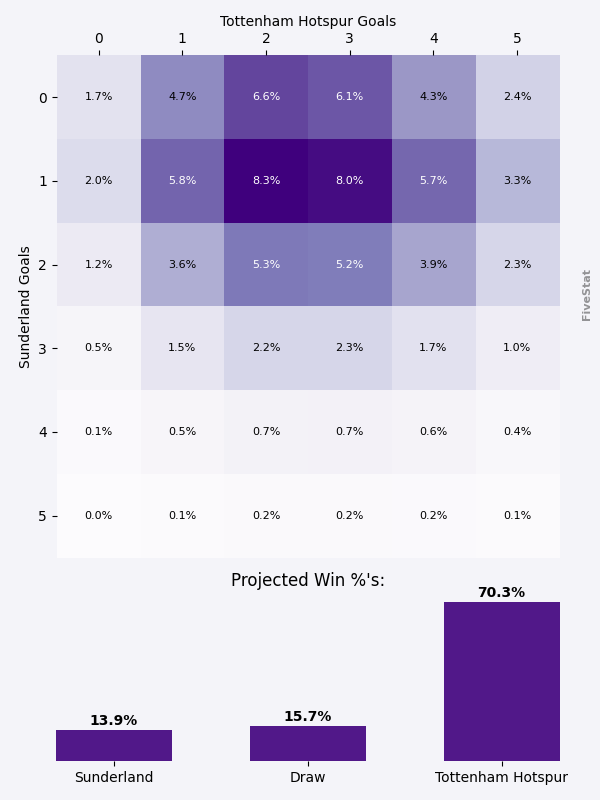 Tottenham Hotspur Goals
0 1 2 3 4 5
0 1.7% 4.7% 6.6% 6.1% 4.3% 2.4%
1 2.0% 5.8% 8.3% 8.0% 5.7% 3.3%
2 1.2% 3.6% 5.3% 5.2% 3.9% 2.3%
3 0.5% 1.5% 2.2% 2.3% 1.7% 1.0%
4 0.1% 0.5% 0.7% 0.7% 0.6% 0.4%
5 0.0% 0.1% 0.2% 0.2% 0.2% 0.1%
Sunderland Goals
FiveStat
Projected Win %'s:
13.9% 15.7% 70.3%
Sunderland Draw Tottenham Hotspur